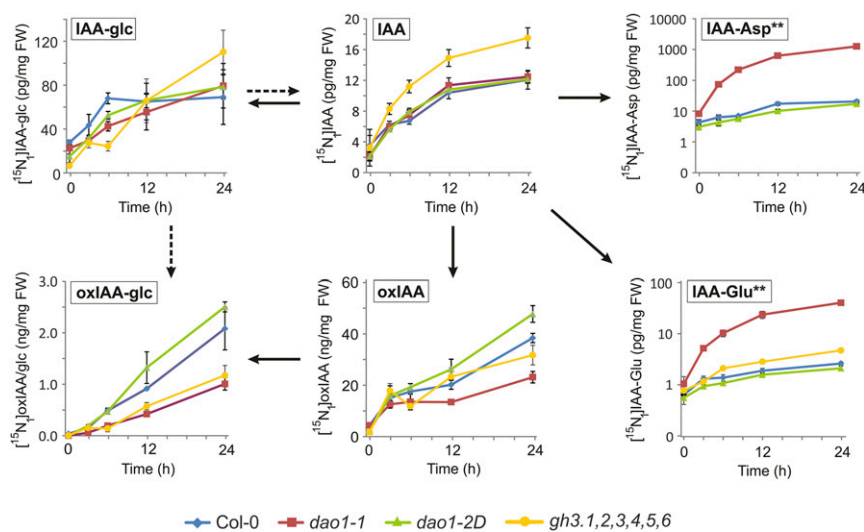 IAA-glc
[¹⁵N₁]IAA-glc (pg/mg FW)
160
120
80
40
0
0 12 24
Time (h)
IAA
[¹⁵N₁]IAA (pg/mg FW)
20
16
12
8
4
0
0 12 24
Time (h)
IAA-Asp**
[¹⁵N₁]IAA-Asp (pg/mg FW)
10000
1000
100
10
1
0
0 12 24
Time (h)
oxIAA-glc
[¹⁵N₁]oxIAA/glc (ng/mg FW)
3.0
2.0
1.0
0.0
0 12 24
Time (h)
oxIAA
[¹⁵N₁]oxIAA (ng/mg FW)
60
40
20
0
0 12 24
Time (h)
IAA-Glu**
[¹⁵N₁]IAA-Glu (pg/mg FW)
100
10
1
0
0 12 24
Time (h)
Col-0 dao1-1 dao1-2D gh3.1,2,3,4,5,6